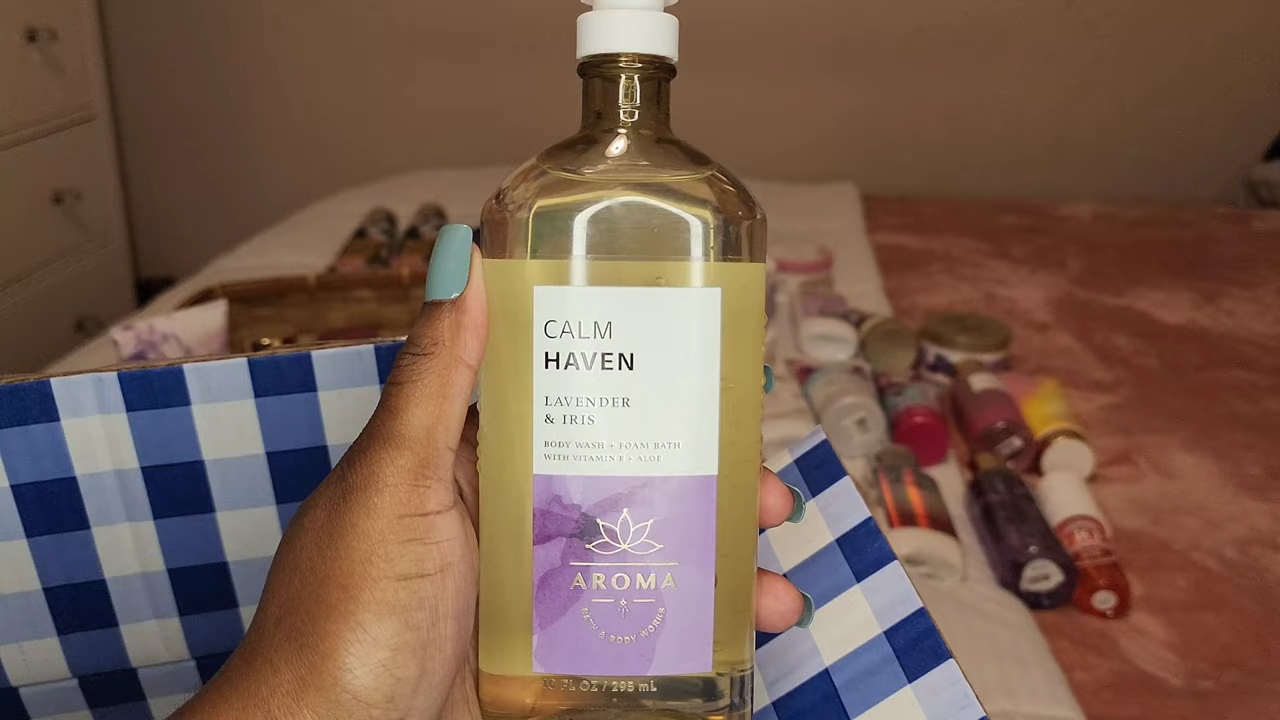 CALM
HAVEN
LAVENDER
& IRIS
BODY WASH + FOAM BATH
WITH VITAMIN E + ALOE
AROMA
BATH & BODY WORKS
10 FL OZ / 295 mL